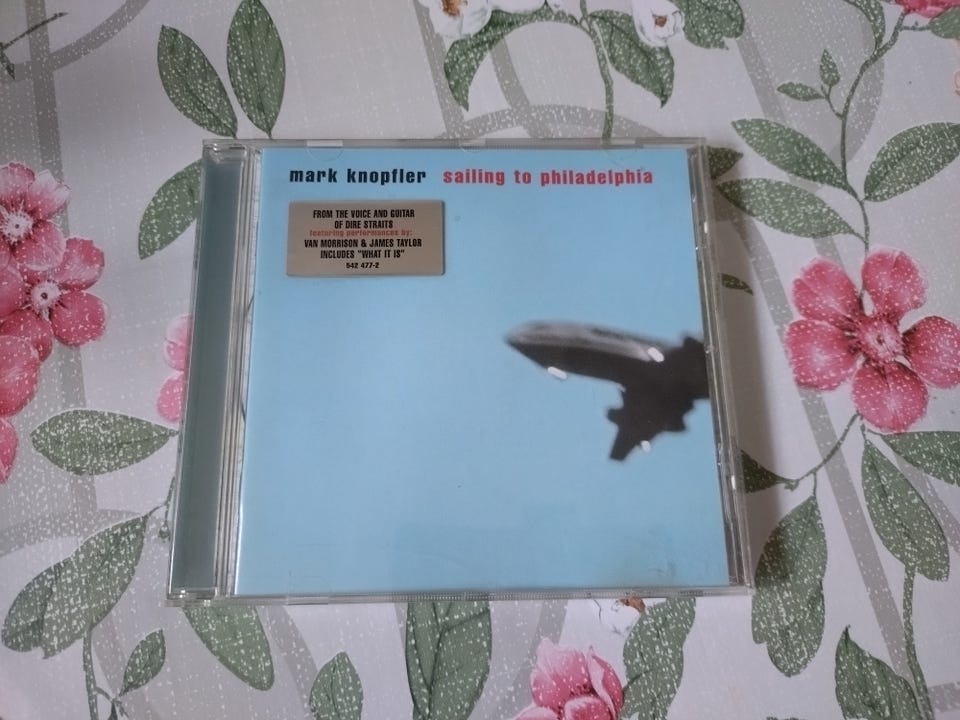 mark knopfler sailing to philadelphia
FROM THE VOICE AND GUITAR
OF DIRE STRAITS
featuring performances by:
VAN MORRISON & JAMES TAYLOR
INCLUDES "WHAT IT IS"
542 477-2